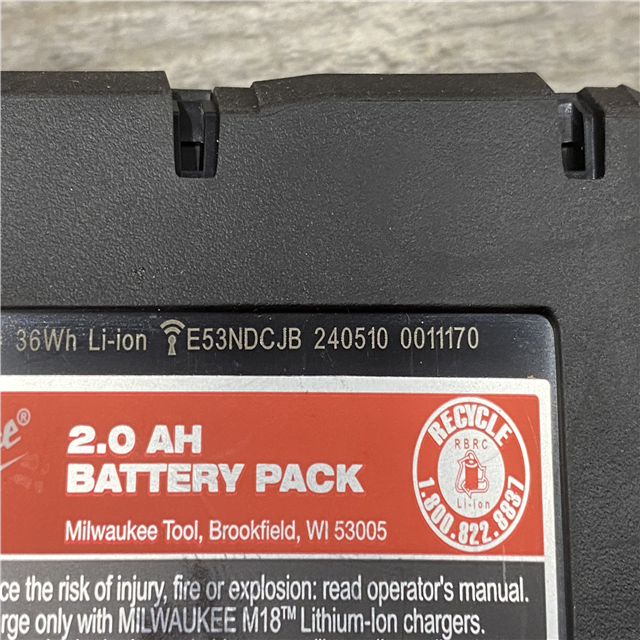 36Wh Li-ion E53NDCJB 240510 0011170
2.0 AH
BATTERY PACK
Milwaukee Tool, Brookfield, WI 53005
RECYCLE
RBRC
Li-Ion
1.800.822.8837
the risk of injury, fire or explosion: read operator's manual.
only with MILWAUKEE M18™ Lithium-Ion chargers.